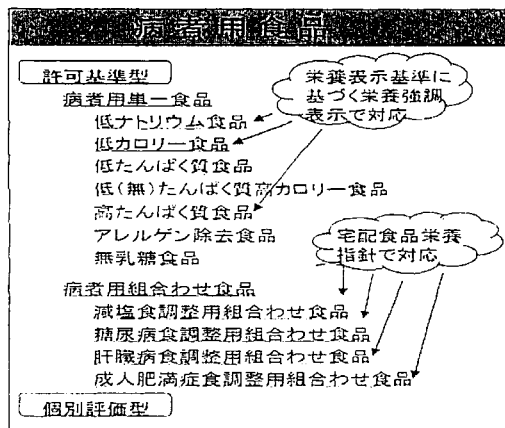 病者用食品
許可基準型
病者用単一食品
低ナトリウム食品
低カロリー食品
低たんぱく質食品
低(無)たんぱく質高カロリー食品
高たんぱく質食品
アレルゲン除去食品
無乳糖食品
栄養表示基準に
基づく栄養強調
表示で対応
宅配食品栄養
指針で対応
病者用組合わせ食品
減塩食調整用組合わせ食品
糖尿病食調整用組合わせ食品
肝臓病食調整用組合わせ食品
成人肥満症食調整用組合わせ食品
個別評価型